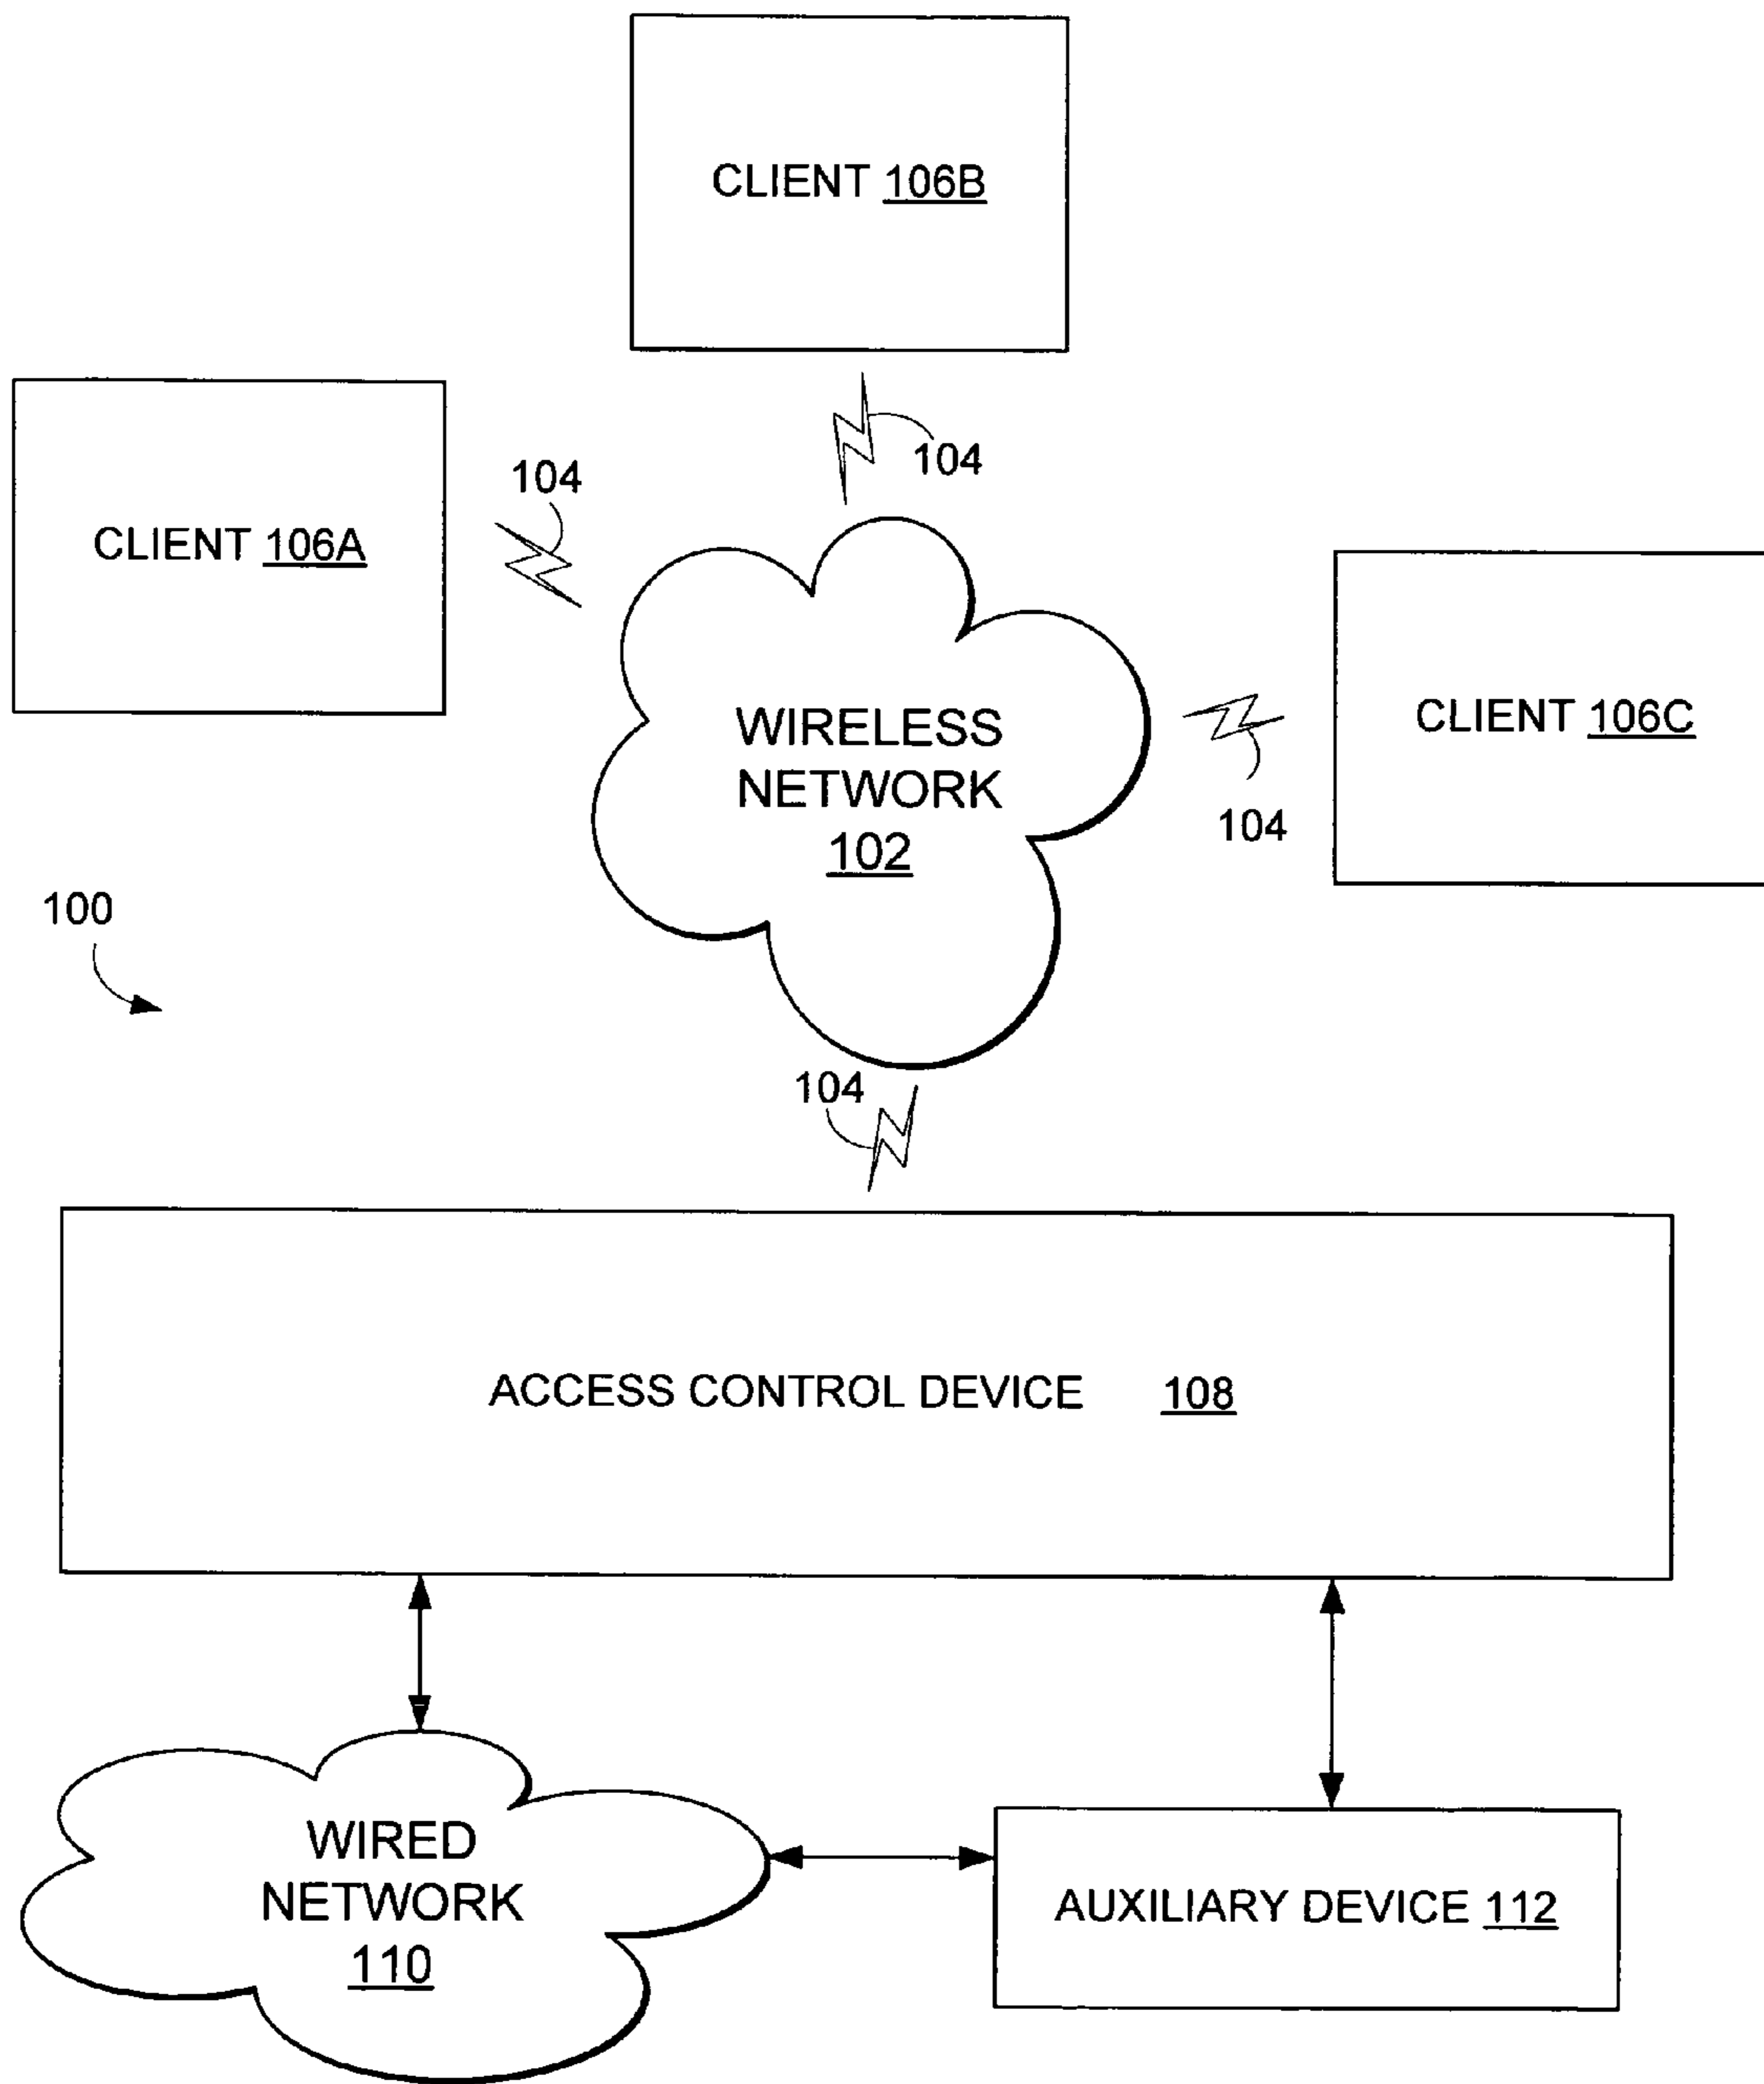 CLIENT 106B
104
104
CLIENT 106A
CLIENT 106C
WIRELESS
NETWORK
102
104
100
104
ACCESS CONTROL DEVICE 108
WIRED
NETWORK
110
AUXILIARY DEVICE 112